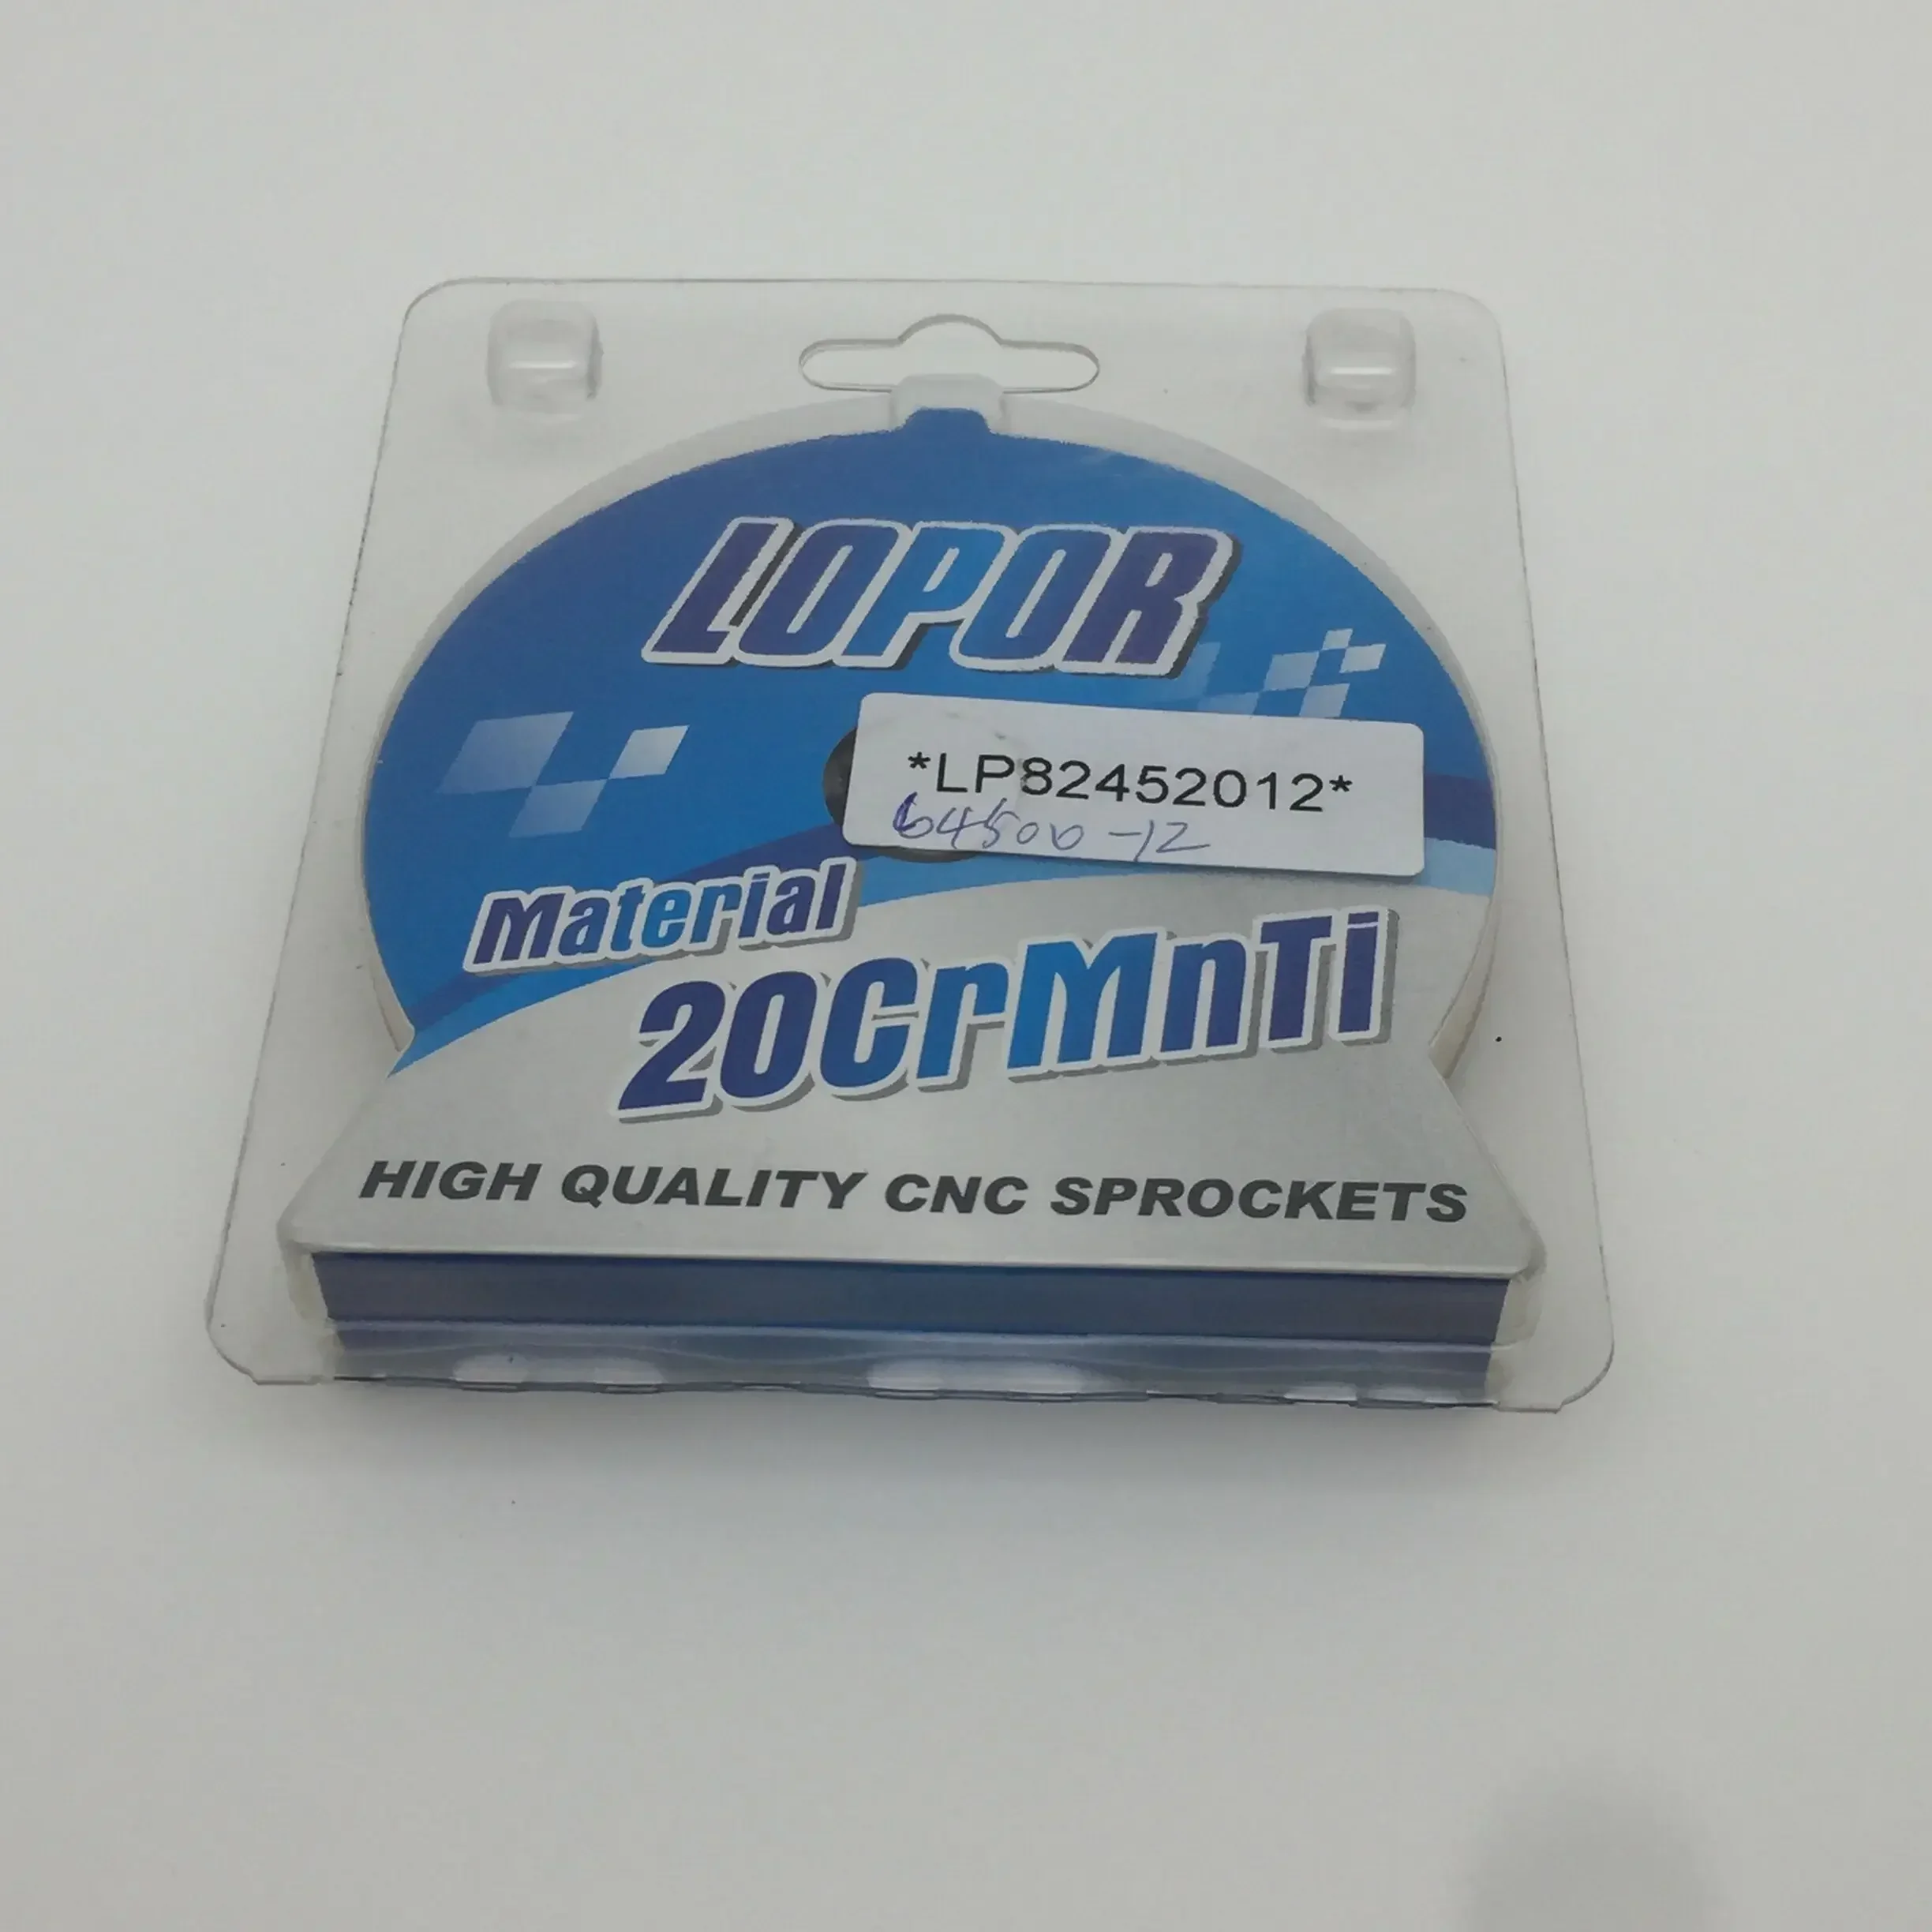 LOPOR
*LP82452012*
64500-12
Material
20CrMnTi
HIGH QUALITY CNC SPROCKETS